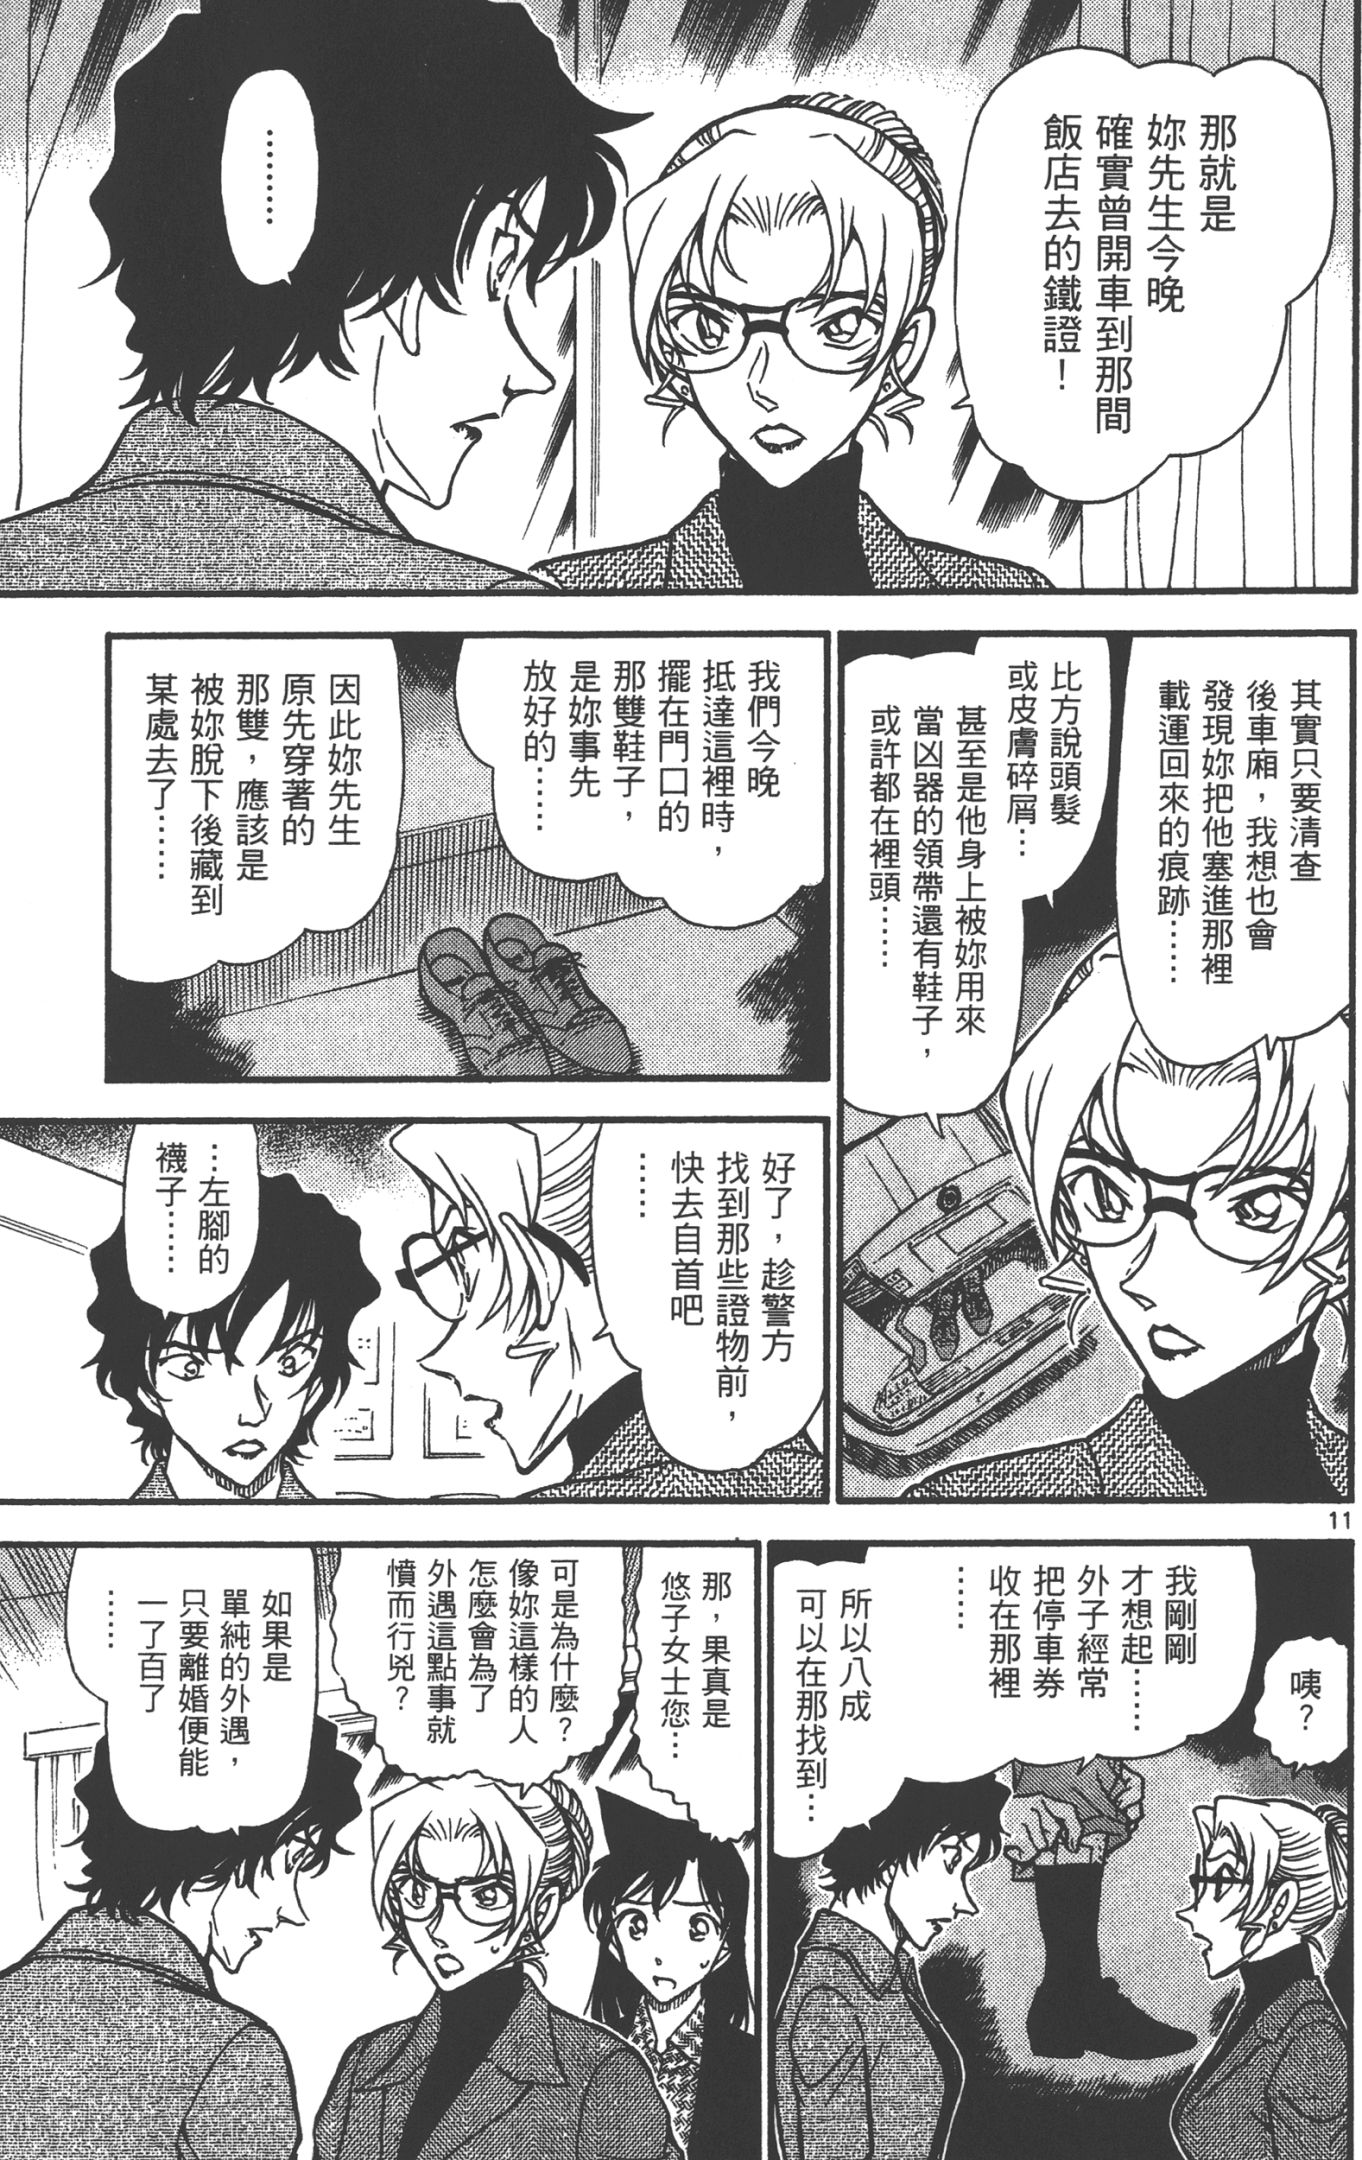 那就是
妳先生今晚
確實曾開車到那間
飯店去的鐵證！
………
其實只要清查
後車廂，我想也會
發現妳把他塞進那裡
載運回來的痕跡……
比方說頭髮
或皮膚碎屑…
甚至是他身上被妳用來
當凶器的領帶還有鞋子，
或許都在裡頭……
我們今晚
抵達這裡時，
擺在門口的
那雙鞋子，
是妳事先
放好的……
因此妳先生
原先穿著的
那雙，應該是
被妳脫下後藏到
某處去了……
好了，趁警方
找到那些證物前，
快去自首吧
……
…左腳的
襪子……
11
咦？
我剛剛
才想起……
外子經常
把停車券
收在那裡
……
所以八成
可以在那找到…
那，果真是
悠子女士您…
可是為什麼？
像妳這樣的人
怎麼會為了
外遇這點事就
憤而行兇？
如果是
單純的外遇，
只要離婚便能
一了百了
……